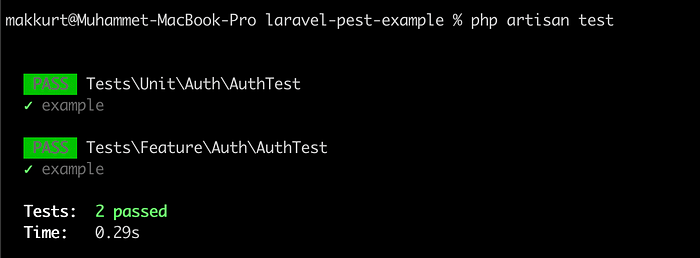 makkurt@Muhammet-MacBook-Pro laravel-pest-example % php artisan test
PASS Tests\Unit\Auth\AuthTest
✓ example
PASS Tests\Feature\Auth\AuthTest
✓ example
Tests: 2 passed
Time: 0.29s